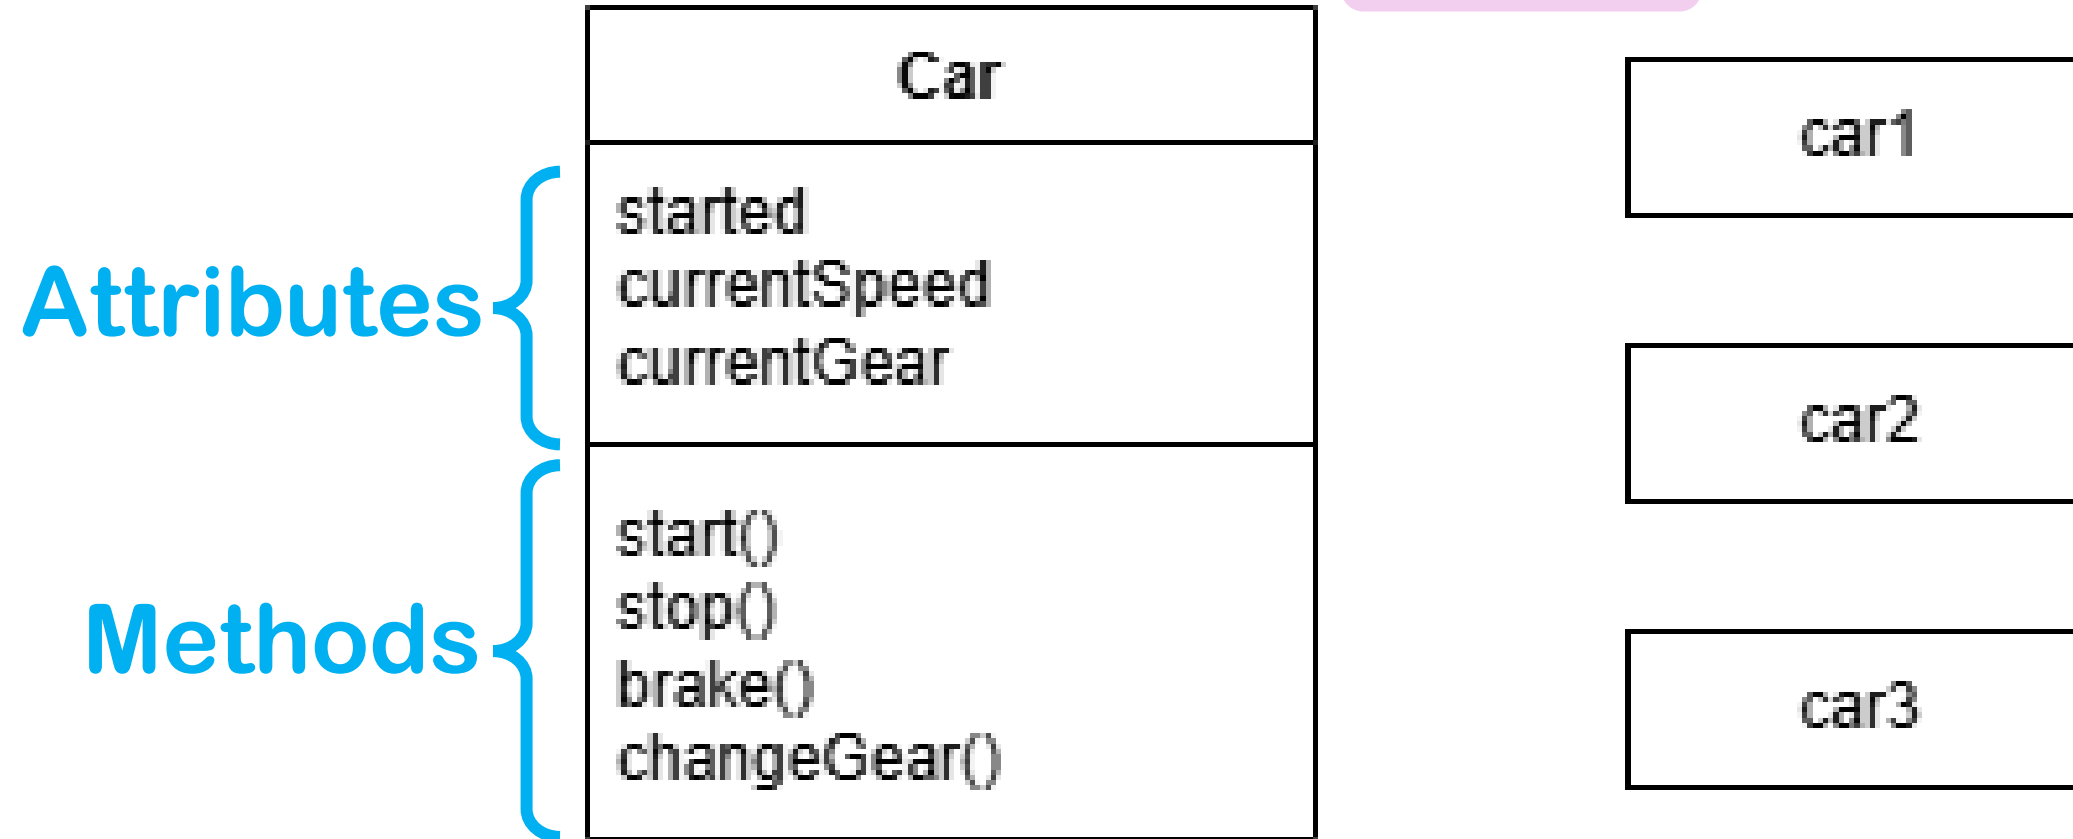 Car
Attributes
started
currentSpeed
currentGear
Methods
start()
stop()
brake()
changeGear()
car1
car2
car3